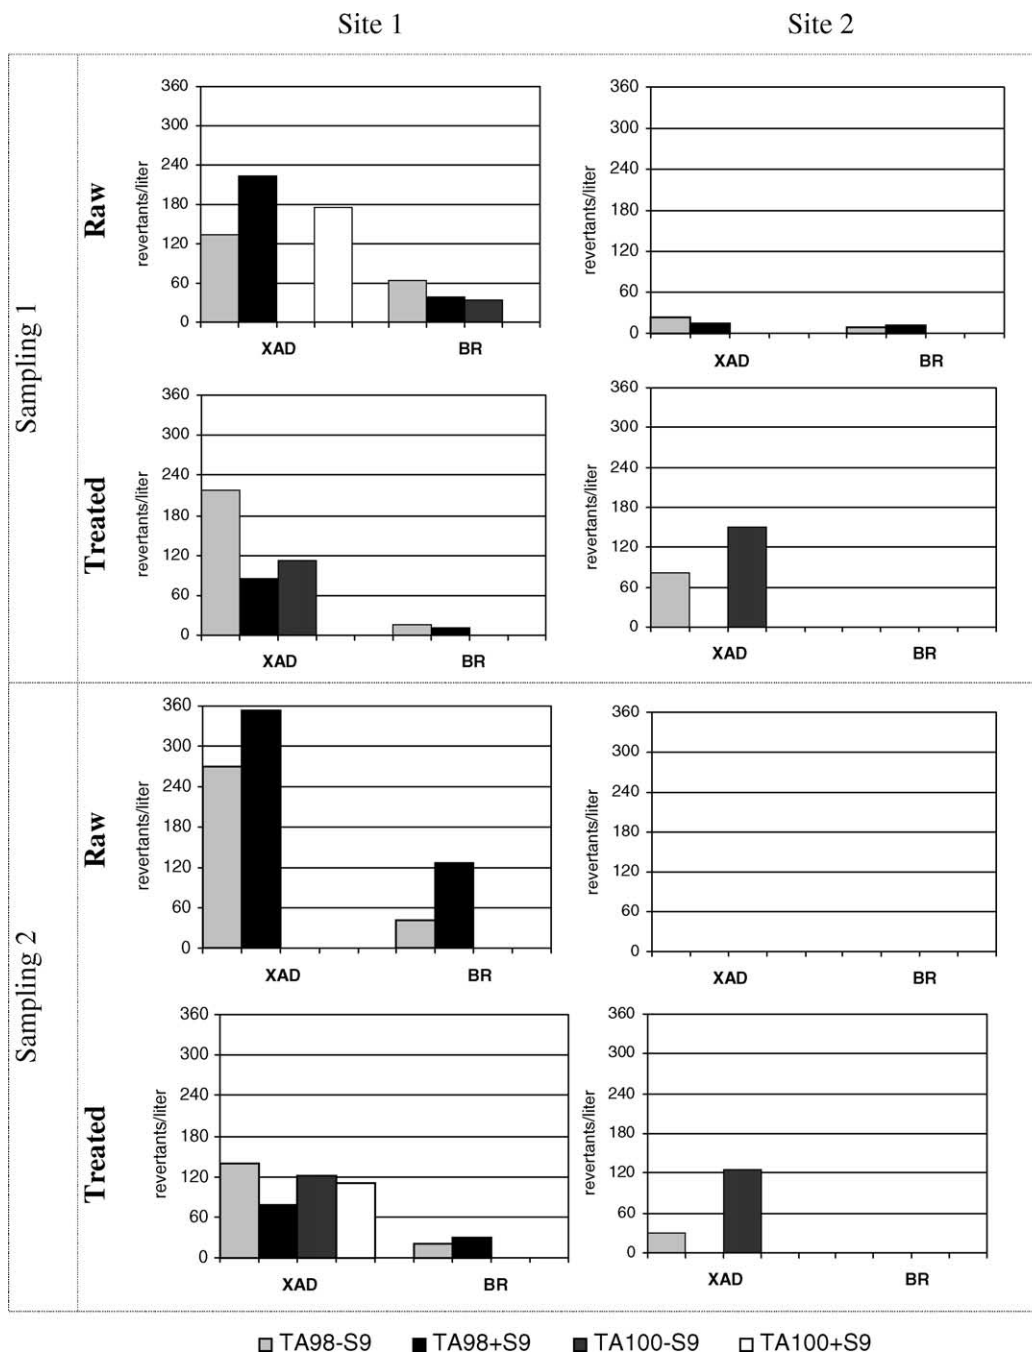 Site 1 Site 2
Sampling 1
Raw
revertants/liter
360
300
240
180
120
60
0
XAD BR
revertants/liter
360
300
240
180
120
60
0
XAD BR
Treated
revertants/liter
360
300
240
180
120
60
0
XAD BR
revertants/liter
360
300
240
180
120
60
0
XAD BR
Sampling 2
Raw
revertants/liter
360
300
240
180
120
60
0
XAD BR
revertants/liter
360
300
240
180
120
60
0
XAD BR
Treated
revertants/liter
360
300
240
180
120
60
0
XAD BR
revertants/liter
360
300
240
180
120
60
0
XAD BR
TA98-S9 TA98+S9 TA100-S9 TA100+S9